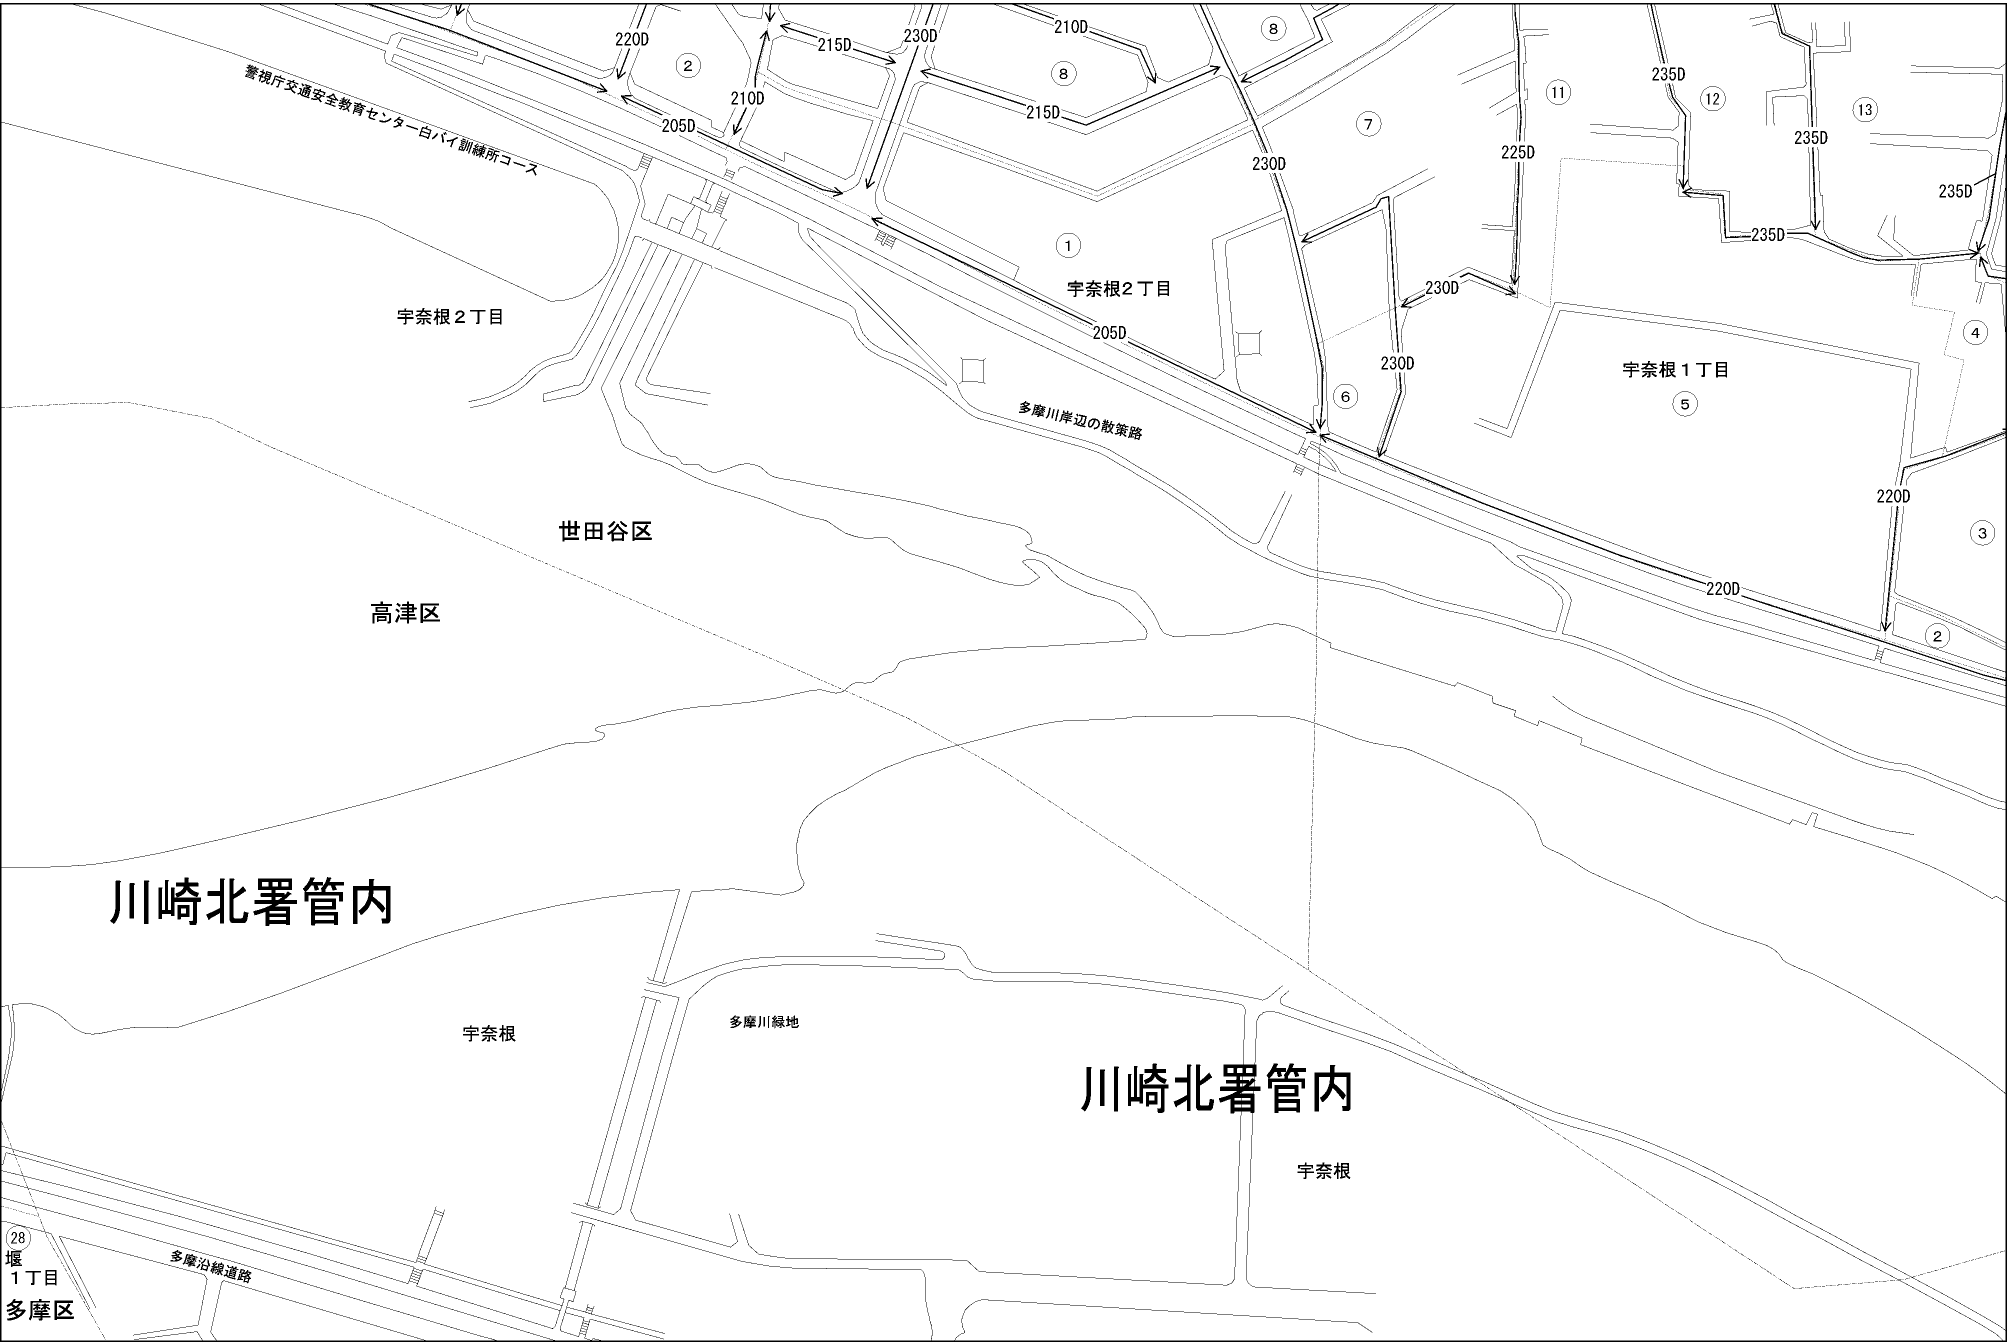 220D
②
215D
230D
210D
⑧
⑧
235D
⑫
⑪
⑬
警視庁交通安全教育センター白バイ訓練所コース
210D
205D
215D
⑦
230D
225D
235D
235D
235D
①
宇奈根2丁目
宇奈根2丁目
230D
205D
④
230D
宇奈根1丁目
⑤
⑥
多摩川岸辺の散策路
220D
③
世田谷区
220D
高津区
②
川崎北署管内
宇奈根
多摩川緑地
川崎北署管内
宇奈根
㉘
堰
1丁目
多摩沿線道路
多摩区